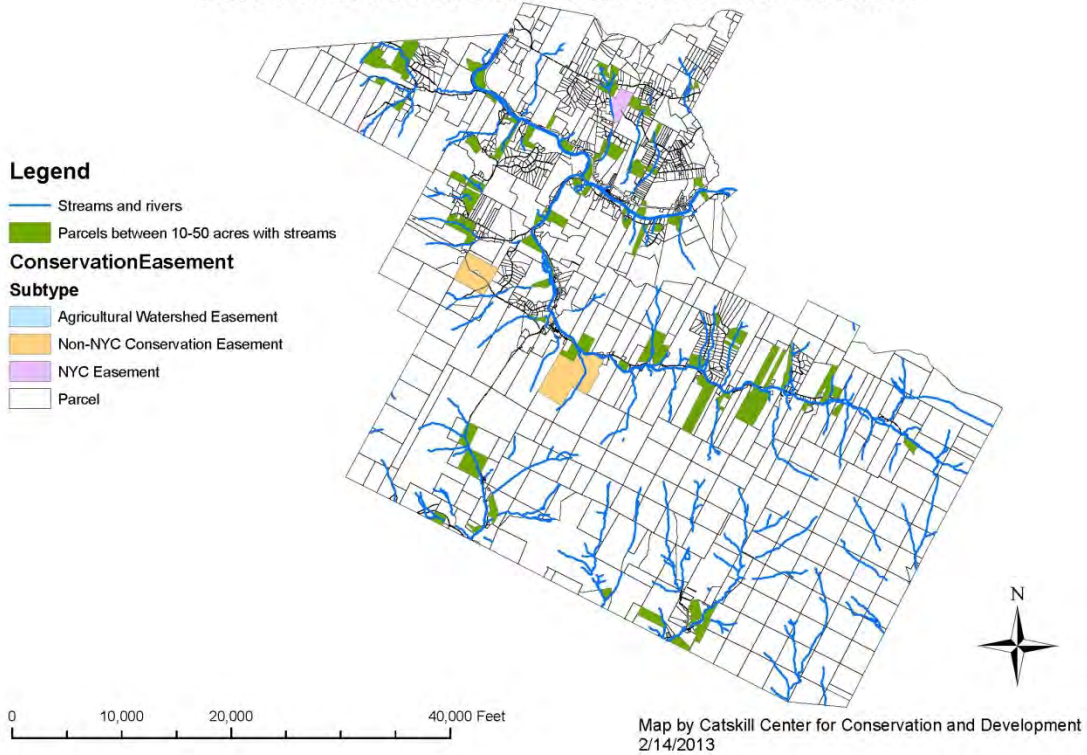 Legend
Streams and rivers
Parcels between 10-50 acres with streams
ConservationEasement
Subtype
Agricultural Watershed Easement
Non-NYC Conservation Easement
NYC Easement
Parcel
N
0 10,000 20,000 40,000 Feet
Map by Catskill Center for Conservation and Development
2/14/2013